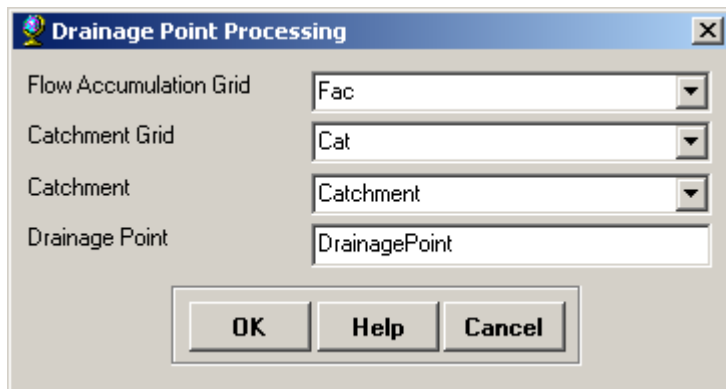 Drainage Point Processing
Flow Accumulation Grid Fac
Catchment Grid Cat
Catchment Catchment
Drainage Point DrainagePoint
OK Help Cancel